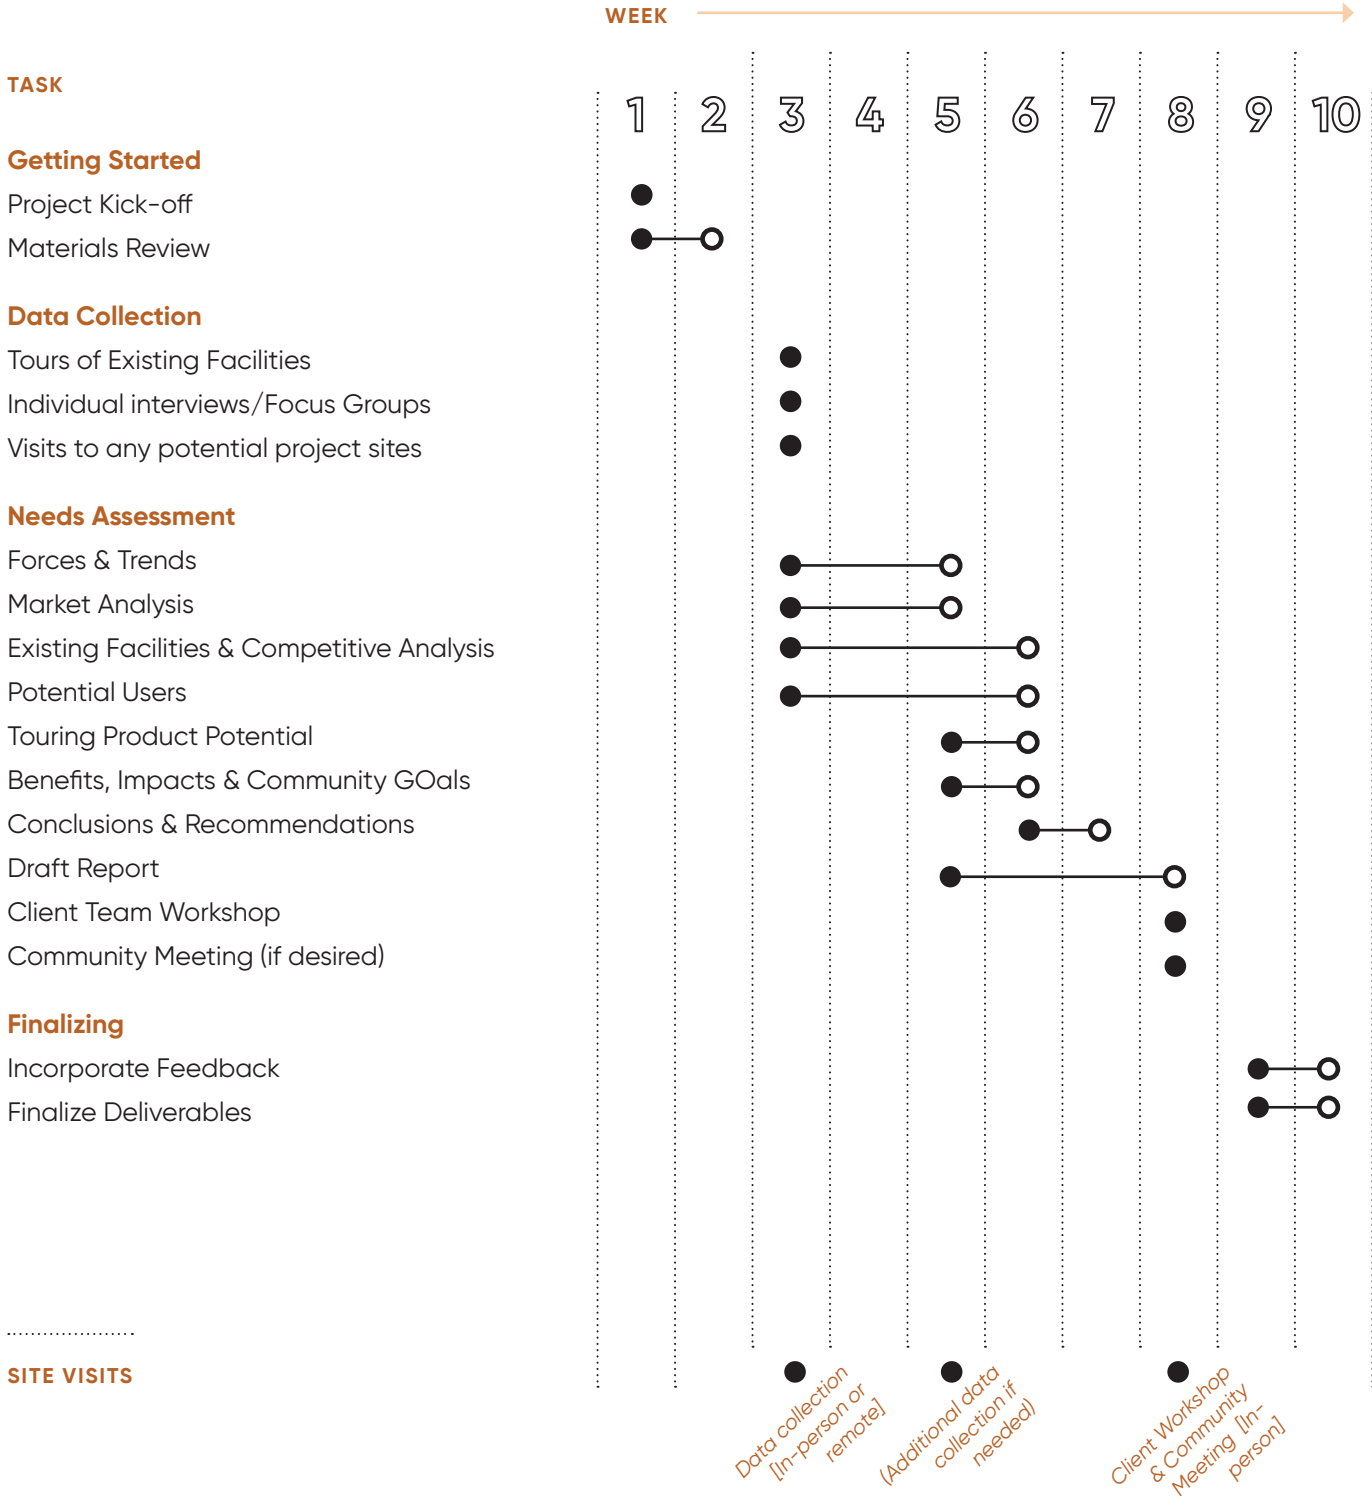 WEEK
TASK
1 2 3 4 5 6 7 8 9 10
Getting Started
Project Kick-off
Materials Review
Data Collection
Tours of Existing Facilities
Individual interviews/Focus Groups
Visits to any potential project sites
Needs Assessment
Forces & Trends
Market Analysis
Existing Facilities & Competitive Analysis
Potential Users
Touring Product Potential
Benefits, Impacts & Community GOals
Conclusions & Recommendations
Draft Report
Client Team Workshop
Community Meeting (if desired)
Finalizing
Incorporate Feedback
Finalize Deliverables
SITE VISITS
Data collection
[In-person or
remote]
(Additional data
collection if
needed)
Client Workshop
& Community
Meeting [In-
person]